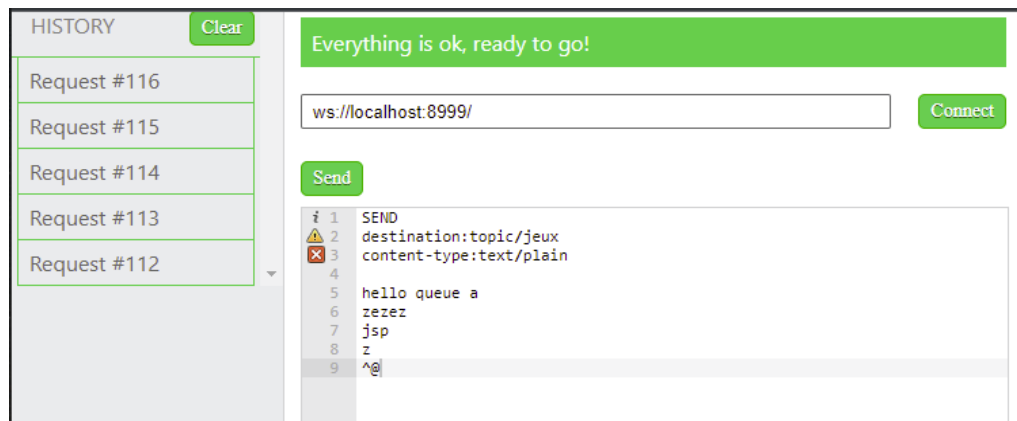 HISTORY
Clear
Request #116
Request #115
Request #114
Request #113
Request #112
Everything is ok, ready to go!
ws://localhost:8999/
Connect
Send
i 1 SEND
2 destination:topic/jeux
3 content-type:text/plain
4
5 hello queue a
6 zezez
7 jsp
8 z
9 ^@